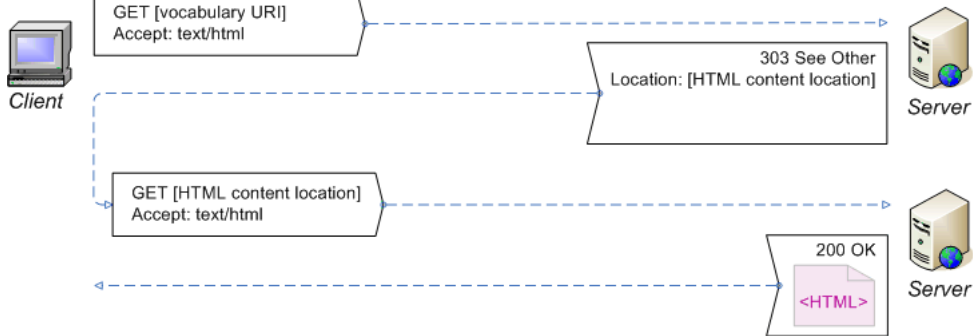 GET [vocabulary URI]
Accept: text/html
Client
303 See Other
Location: [HTML content location]
Server
GET [HTML content location]
Accept: text/html
200 OK
<HTML>
Server